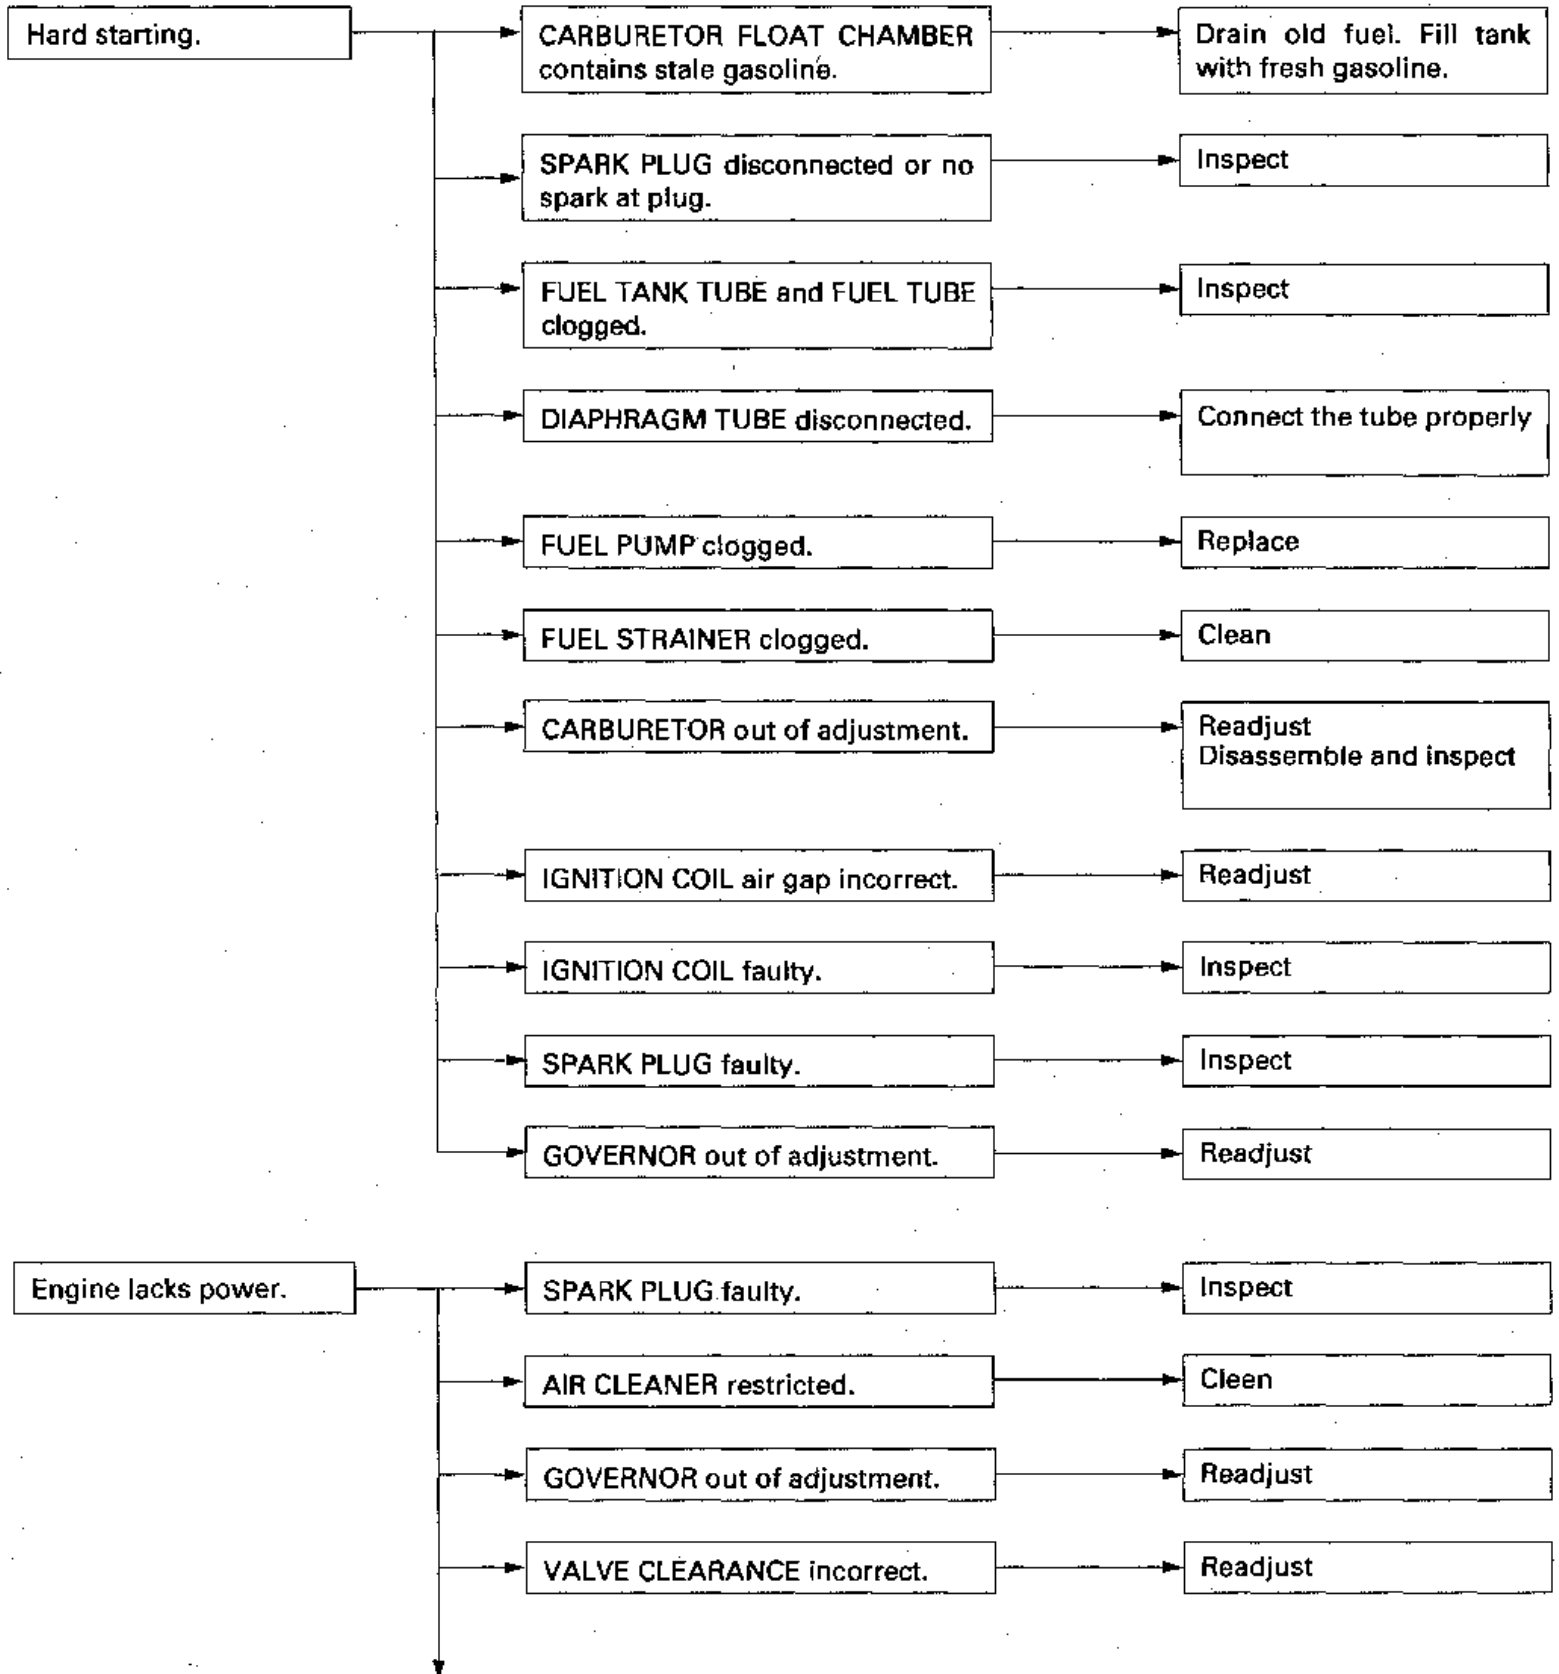 Hard starting.
CARBURETOR FLOAT CHAMBER
contains stale gasoline.
Drain old fuel. Fill tank
with fresh gasoline.
SPARK PLUG disconnected or no
spark at plug.
Inspect
FUEL TANK TUBE and FUEL TUBE
clogged.
Inspect
DIAPHRAGM TUBE disconnected.
Connect the tube properly
FUEL PUMP clogged.
Replace
FUEL STRAINER clogged.
Clean
CARBURETOR out of adjustment.
Readjust
Disassemble and inspect
IGNITION COIL air gap incorrect.
Readjust
IGNITION COIL faulty.
Inspect
SPARK PLUG faulty.
Inspect
GOVERNOR out of adjustment.
Readjust
Engine lacks power.
SPARK PLUG faulty.
Inspect
AIR CLEANER restricted.
Cleen
GOVERNOR out of adjustment.
Readjust
VALVE CLEARANCE incorrect.
Readjust